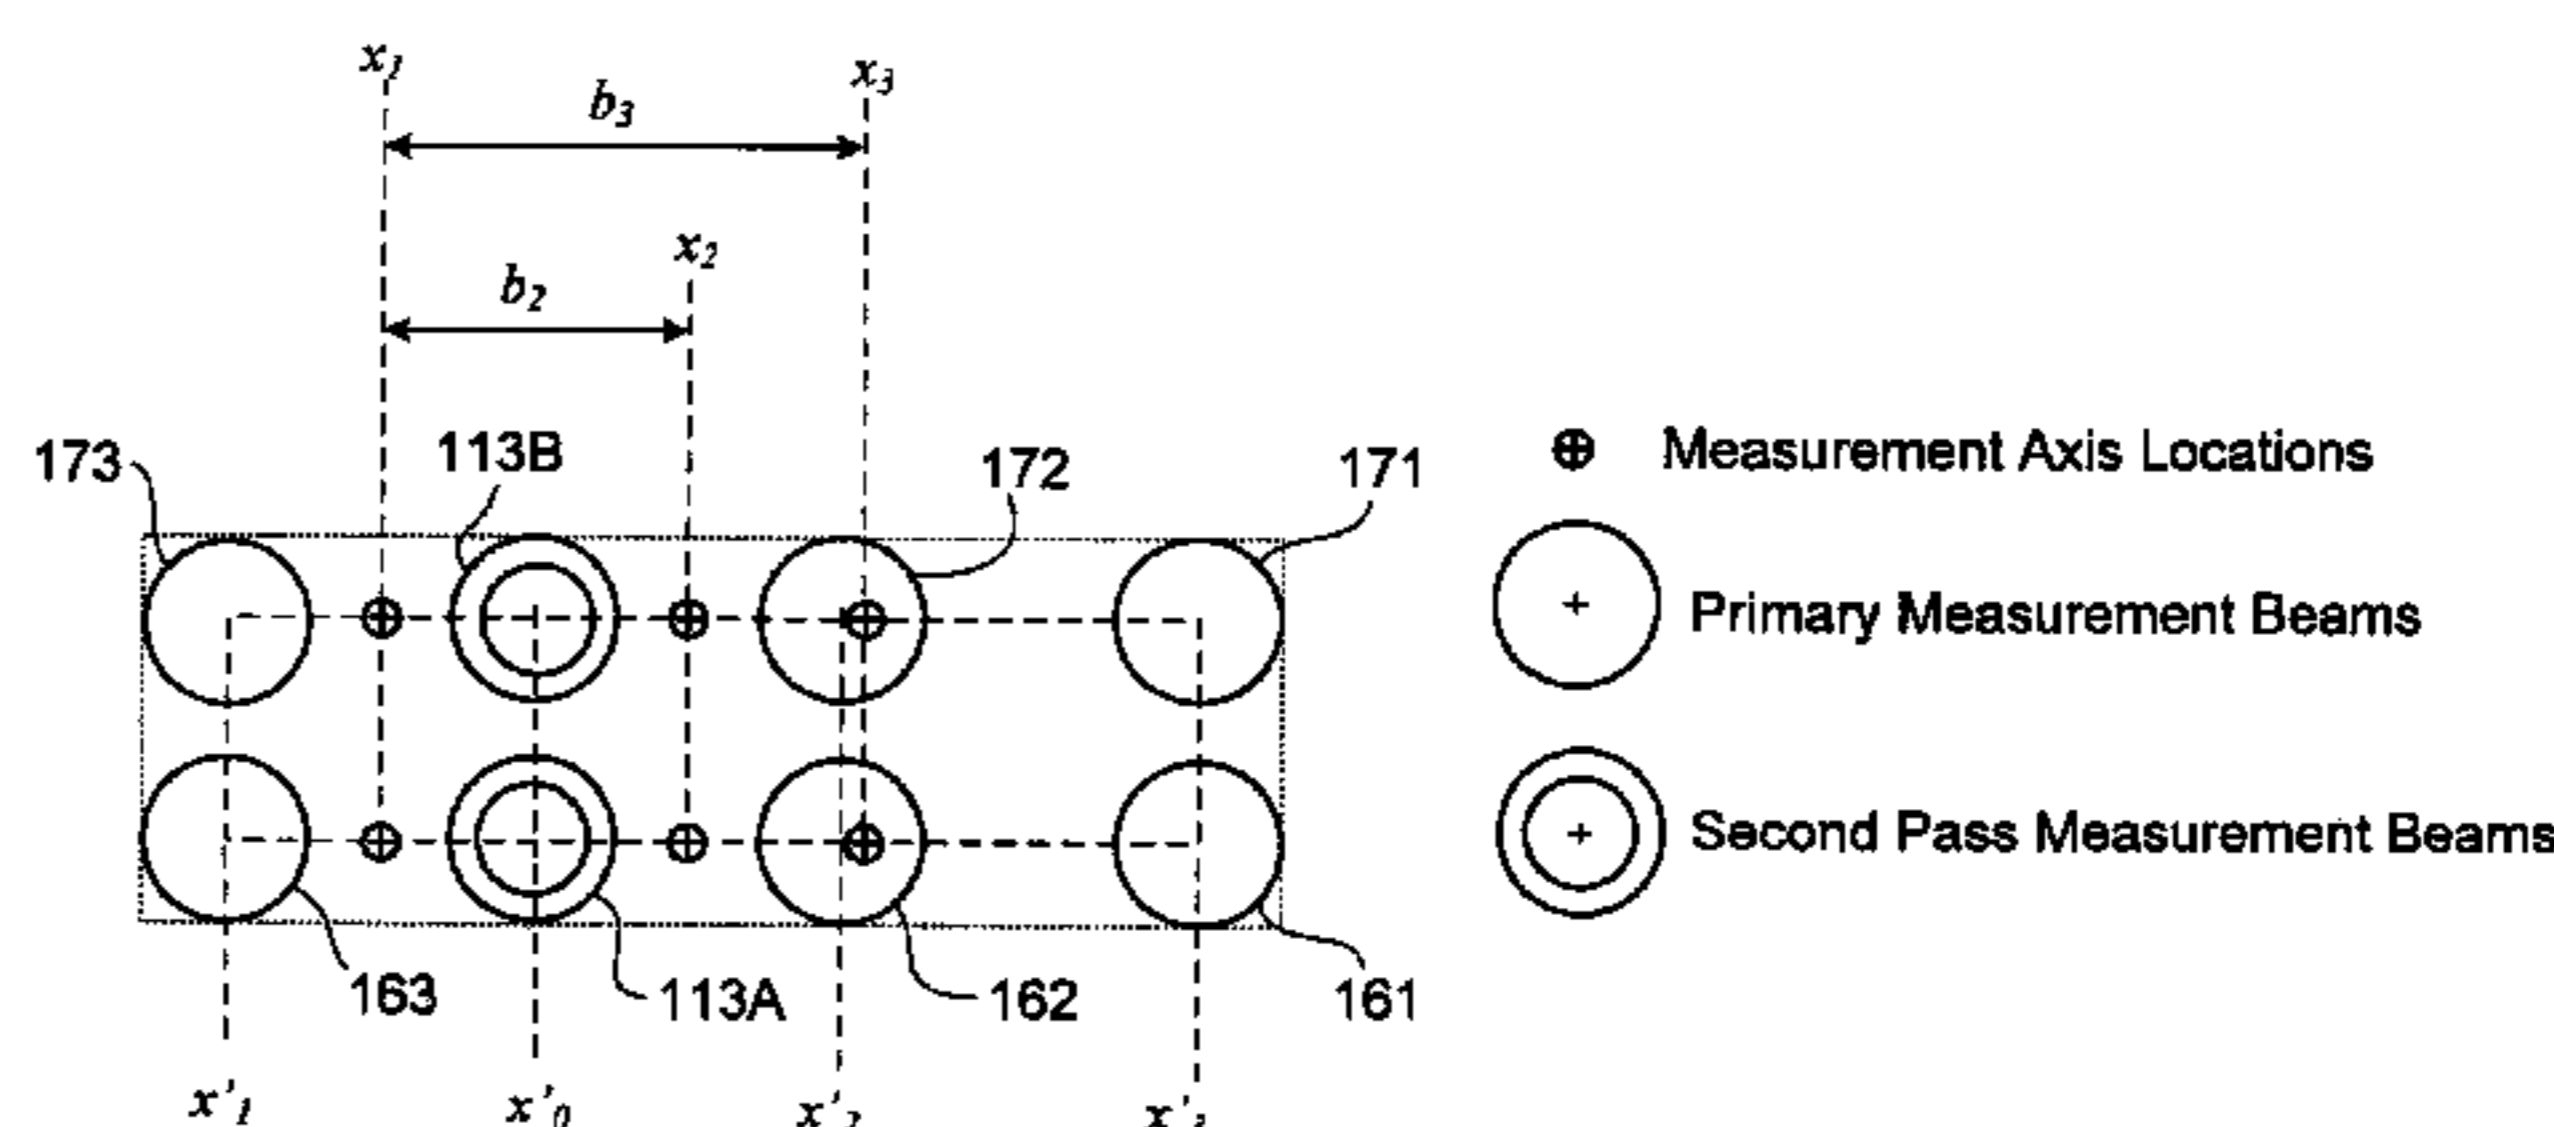 x₁
x₃
b₃
x₂
b₂
173
113B
172
171
Measurement Axis Locations
Primary Measurement Beams
Second Pass Measurement Beams
163
113A
162
161
x'₁
x'₀
x'₂